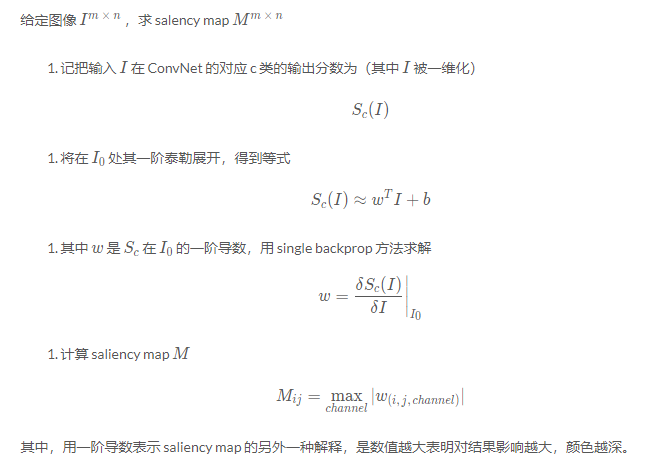 给定图像 $I^{m \times n}$ ，求 salency map $M^{m \times n}$
1. 记把输入 $I$ 在 ConvNet 的对应 c 类的输出分数为（其中 $I$ 被一维化）
$S_c(I)$
1. 将在 $I_0$ 处其一阶泰勒展开，得到等式
$S_c(I) \approx w^T I + b$
1. 其中 $w$ 是 $S_c$ 在 $I_0$ 的一阶导数，用 single backprop 方法求解
$w = \frac{\delta S_c(I)}{\delta I} \Big|_{I_0}$
1. 计算 saliency map $M$
$M_{ij} = \max_{channel} |w_{(i,j,channel)}|$
其中，用一阶导数表示 saliency map 的另外一种解释，是数值越大表明对结果影响越大，颜色越深。